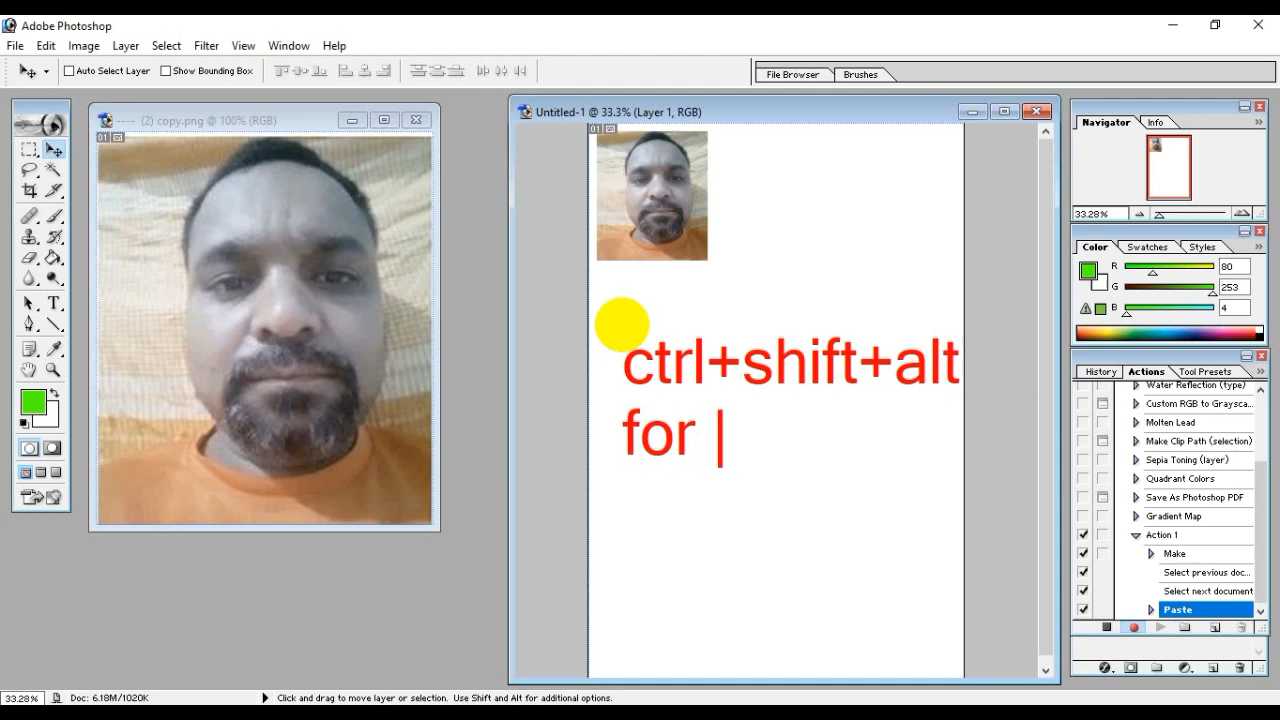 Adobe Photoshop
File Edit Image Layer Select Filter View Window Help
Auto Select Layer Show Bounding Box
File Browser Brushes
(2) copy.png @ 100% (RGB)
Untitled-1 @ 33.3% (Layer 1, RGB)
01
01
ctrl+shift+alt
for
Navigator Info
33.28%
Color Swatches Styles
R 80
G 253
B 4
History Actions Tool Presets
Water Reflection (type)
Custom RGB to Graysca...
Molten Lead
Make Clip Path (selection)
Sepia Toning (layer)
Quadrant Colors
Save As Photoshop PDF
Gradient Map
Action 1
Make
Select previous doc...
Select next document
Paste
33.28% Doc: 6.18M/1020K Click and drag to move layer or selection. Use Shift and Alt for additional options.